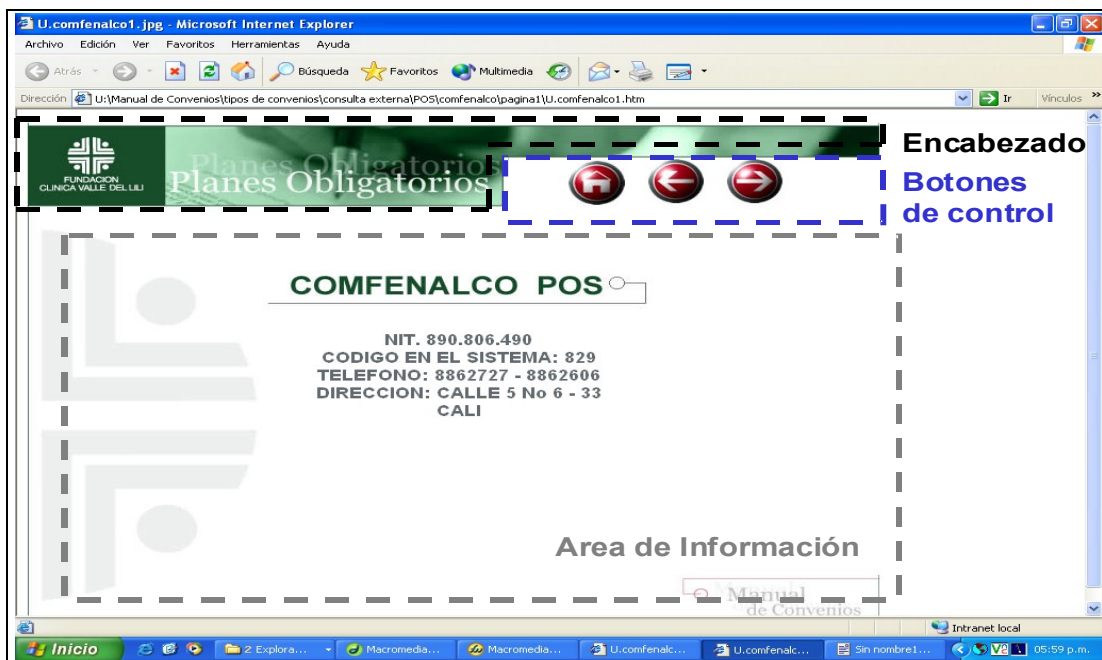 U.comfenalco1.jpg - Microsoft Internet Explorer
Archivo Edición Ver Favoritos Herramientas Ayuda
Atrás Búsqueda Favoritos Multimedia
Dirección U:\Manual de Convenios\tipos de convenios\consulta externa\POS\comfenalco\pagina1\U.comfenalco1.htm Ir Vínculos »
Encabezado
FUNDACION
CLINICA VALLE DEL LILI
Planes Obligatorios
Planes Obligatorios
Botones
de control
COMFENALCO POS
NIT. 890.806.490
CODIGO EN EL SISTEMA: 829
TELEFONO: 8862727 - 8862606
DIRECCION: CALLE 5 No 6 - 33
CALI
Area de Información
Manual
de Convenios
Intranet local
Inicio 2 Explora... Macromedia... Macromedia... U.comfenalc... U.comfenalc... Sin nombre1... 05:59 p.m.